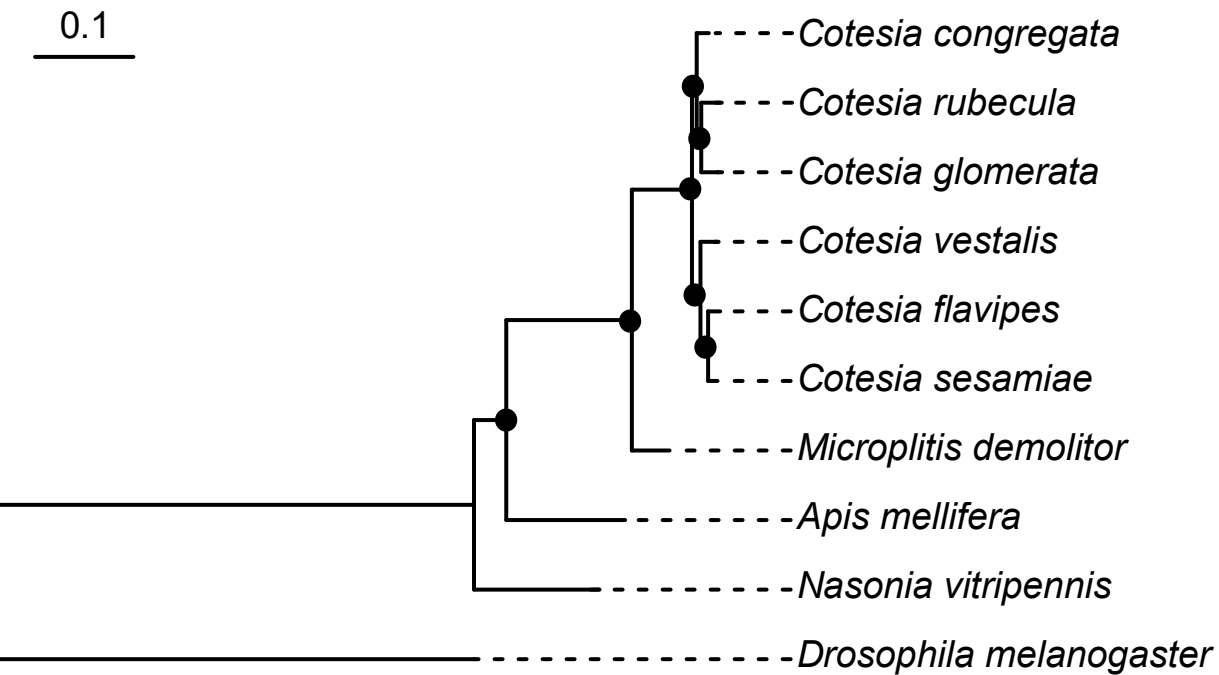 0.1
Cotesia congregata
Cotesia rubecula
Cotesia glomerata
Cotesia vestalis
Cotesia flavipes
Cotesia sesamiae
Microplitis demolitor
Apis mellifera
Nasonia vitripennis
Drosophila melanogaster